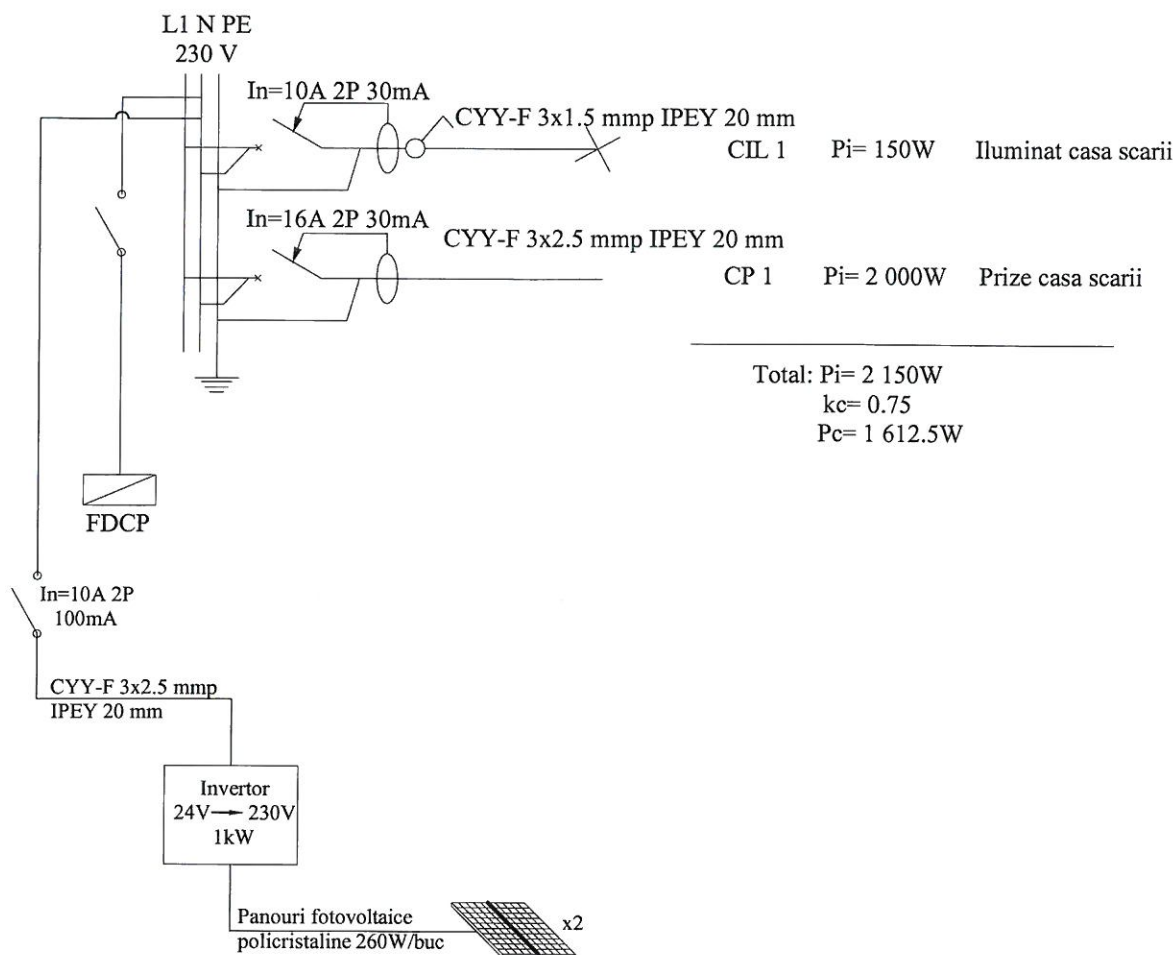 L1 N PE
230 V
In=10A 2P 30mA
CYY-F 3x1.5 mmp IPEY 20 mm
CIL 1 Pi= 150W Iluminat casa scarii
In=16A 2P 30mA
CYY-F 3x2.5 mmp IPEY 20 mm
CP 1 Pi= 2 000W Prize casa scarii
Total: Pi= 2 150W
kc= 0.75
Pc= 1 612.5W
FDCP
In=10A 2P
100mA
CYY-F 3x2.5 mmp
IPEY 20 mm
Invertor
24V → 230V
1kW
Panouri fotovoltaice
policristaline 260W/buc
x2